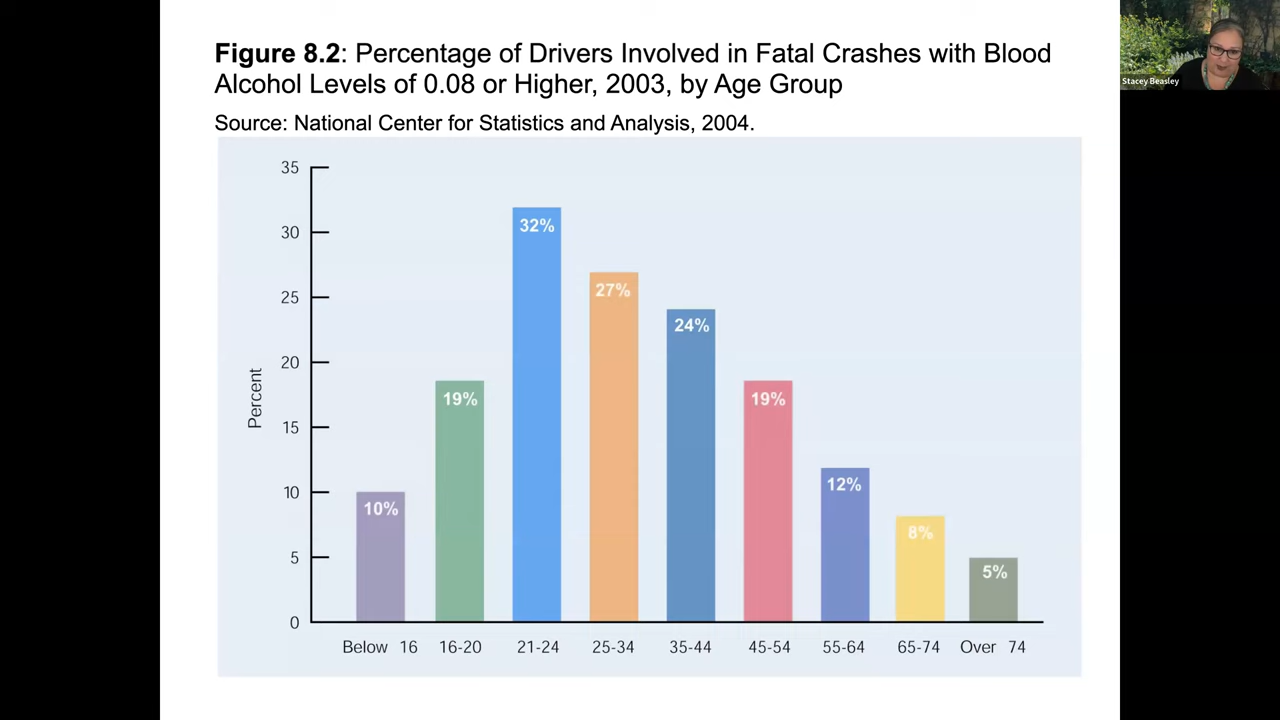 Figure 8.2: Percentage of Drivers Involved in Fatal Crashes with Blood
Alcohol Levels of 0.08 or Higher, 2003, by Age Group
Source: National Center for Statistics and Analysis, 2004.
Stacey Beasley
Percent
35
30
25
20
15
10
5
0
10%
19%
32%
27%
24%
19%
12%
8%
5%
Below 16 16-20 21-24 25-34 35-44 45-54 55-64 65-74 Over 74